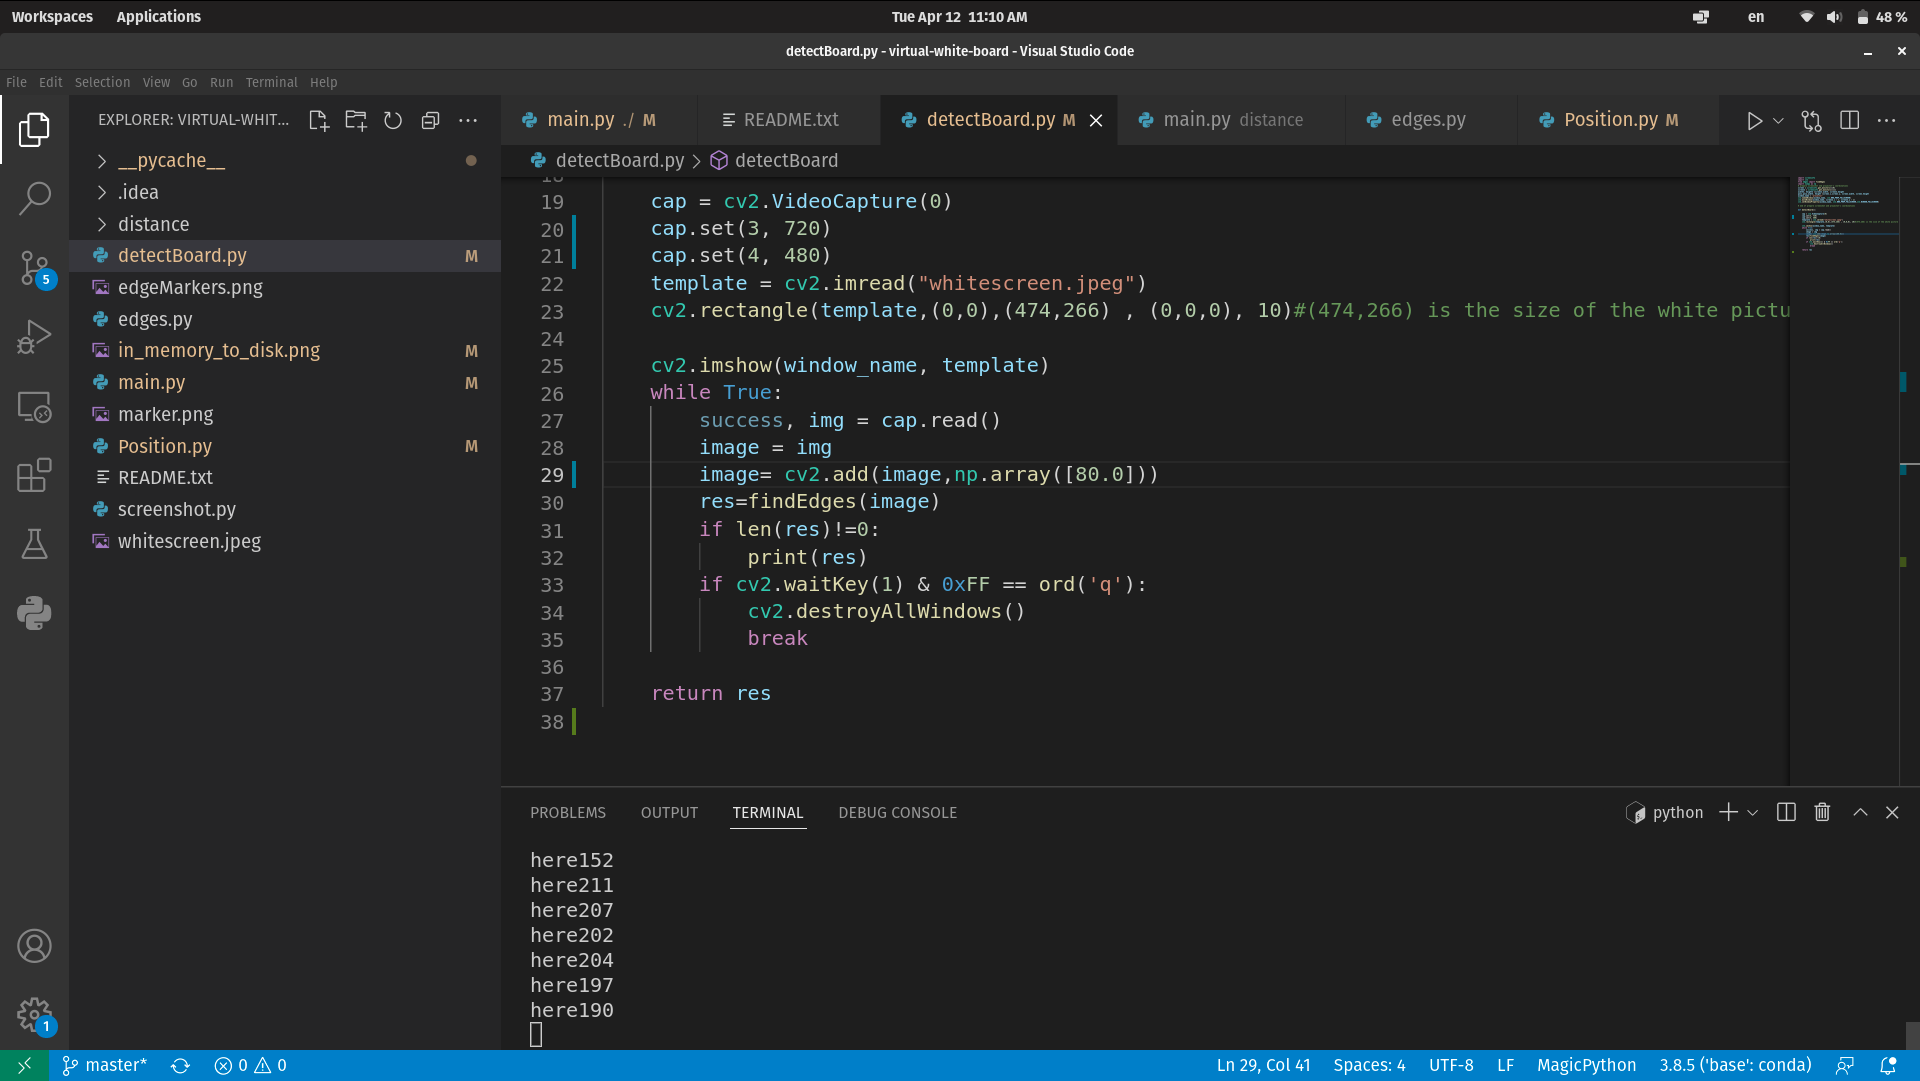 Workspaces Applications Tue Apr 12 11:10 AM en 48 %
detectBoard.py - virtual-white-board - Visual Studio Code
File Edit Selection View Go Run Terminal Help
EXPLORER: VIRTUAL-WHIT...
__pycache__
.idea
distance
detectBoard.py M
edgeMarkers.png
edges.py
in_memory_to_disk.png M
main.py M
marker.png
Position.py M
README.txt
screenshot.py
whitescreen.jpeg
5
1
main.py ./ M README.txt detectBoard.py M main.py distance edges.py Position.py M
detectBoard.py > detectBoard
19 cap = cv2.VideoCapture(0)
20 cap.set(3, 720)
21 cap.set(4, 480)
22 template = cv2.imread("whitescreen.jpeg")
23 cv2.rectangle(template,(0,0),(474,266) , (0,0,0), 10)#(474,266) is the size of the white pictu
24
25 cv2.imshow(window_name, template)
26 while True:
27 success, img = cap.read()
28 image = img
29 image= cv2.add(image,np.array([80.0]))
30 res=findEdges(image)
31 if len(res)!=0:
32 print(res)
33 if cv2.waitKey(1) & 0xFF == ord('q'):
34 cv2.destroyAllWindows()
35 break
36
37 return res
38
PROBLEMS OUTPUT TERMINAL DEBUG CONSOLE python
here152
here211
here207
here202
here204
here197
here190
master* 0 0 Ln 29, Col 41 Spaces: 4 UTF-8 LF MagicPython 3.8.5 ('base': conda)